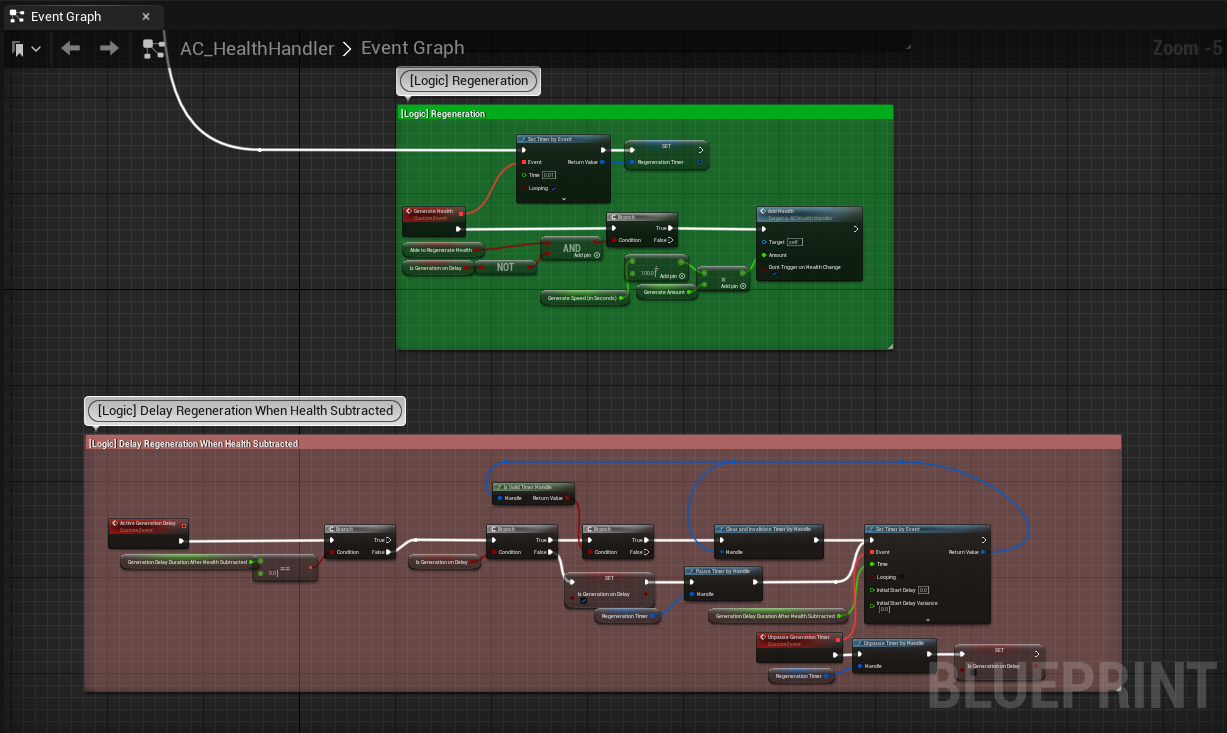 Event Graph
AC_HealthHandler > Event Graph
Zoom -5
[Logic] Regeneration
[Logic] Regeneration
Set Timer by Event
Event
Return Value
Time 0.01
Looping
SET
Regeneration Timer
Generate Health
Custom Event
Able to Regenerate Health
Is Generation on Delay
NOT
AND
Add pin
Branch
True
Condition
False
100.0
Add pin
Generate Speed (in Seconds)
Generate Amount
Add pin
Add Health
Target is AC Health Handler
Target self
Amount
Dont Trigger on Health Change
[Logic] Delay Regeneration When Health Subtracted
[Logic] Delay Regeneration When Health Subtracted
Active Generation Delay
Custom Event
Generation Delay Duration After Health Subtracted
0.0
==
Branch
True
Condition
False
Is Valid Timer Handle
Handle
Return Value
Is Generation on Delay
Branch
True
Condition
False
Branch
True
Condition
False
SET
Is Generation on Delay
Regeneration Timer
Clear and Invalidate Timer by Handle
Handle
Pause Timer by Handle
Handle
Generation Delay Duration After Health Subtracted
Set Timer by Event
Event
Return Value
Time
Looping
Initial Start Delay 0.0
Initial Start Delay Variance
0.0
Unpause Generation Timer
Custom Event
Regeneration Timer
Unpause Timer by Handle
Handle
SET
Is Generation on Delay
BLUEPRINT